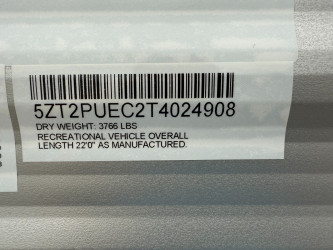 5ZT2PUEC2T4024908
DRY WEIGHT: 3766 LBS
RECREATIONAL VEHICLE OVERALL
LENGTH 22'0" AS MANUFACTURED.